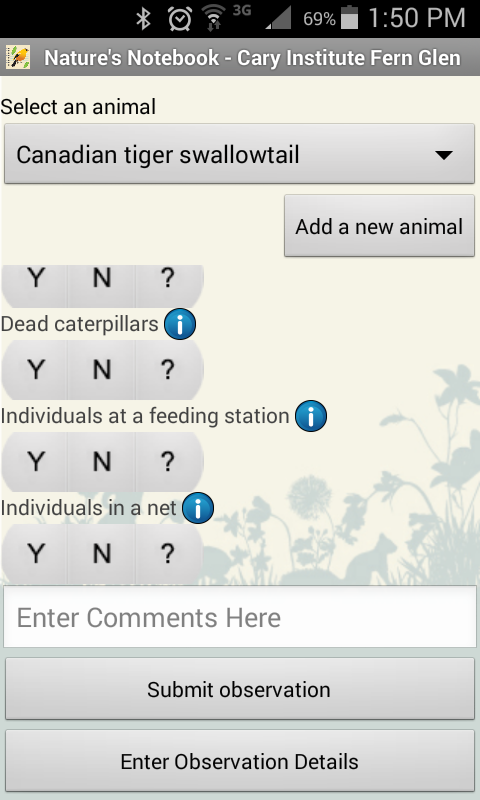 3G 69% 1:50 PM
Nature's Notebook - Cary Institute Fern Glen
Select an animal
Canadian tiger swallowtail
Add a new animal
Y N ?
Dead caterpillars i
Y N ?
Individuals at a feeding station i
Y N ?
Individuals in a net i
Y N ?
Enter Comments Here
Submit observation
Enter Observation Details